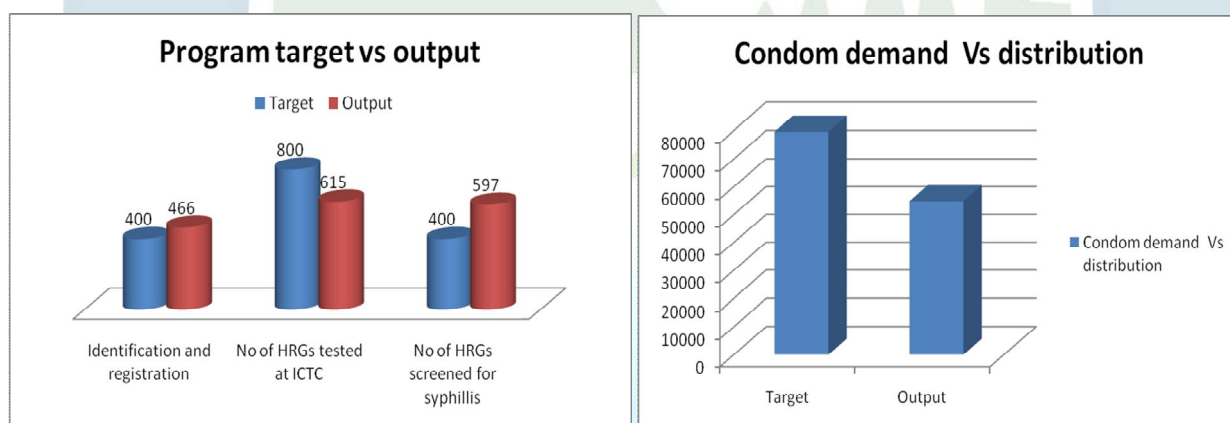 Program target vs output
Target Output
400
466
800
615
400
597
Identification and
registration
No of HRGs tested
at ICTC
No of HRGs
screened for
syphillis
Condom demand Vs distribution
80000
70000
60000
50000
40000
30000
20000
10000
0
Target Output
Condom demand Vs
distribution